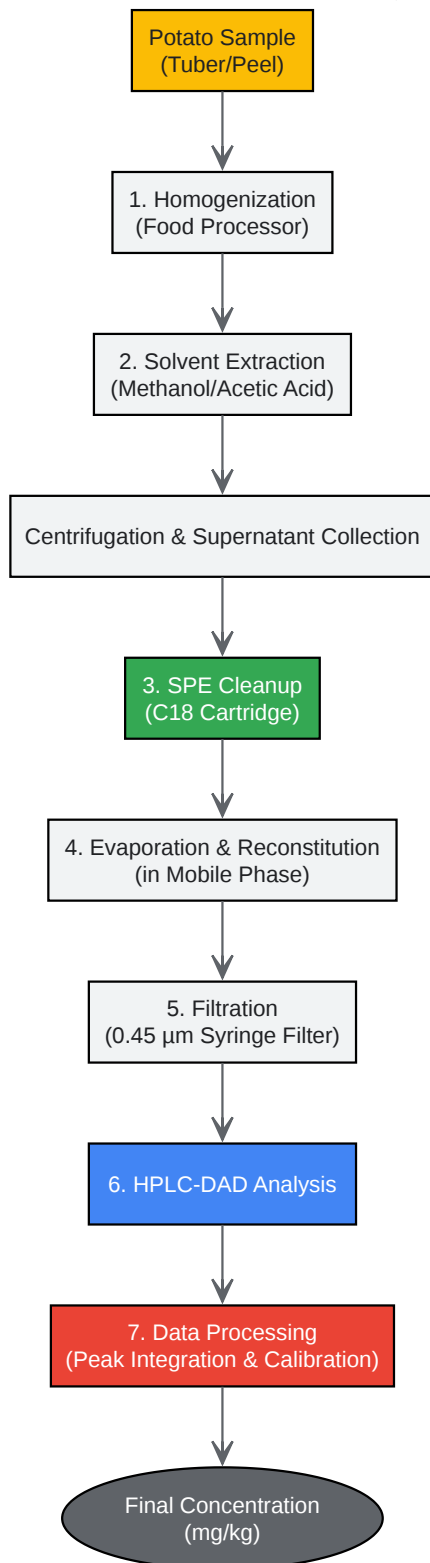 Potato Sample
(Tuber/Peel)
1. Homogenization
(Food Processor)
2. Solvent Extraction
(Methanol/Acetic Acid)
Centrifugation & Supernatant Collection
3. SPE Cleanup
(C18 Cartridge)
4. Evaporation & Reconstitution
(in Mobile Phase)
5. Filtration
(0.45 µm Syringe Filter)
6. HPLC-DAD Analysis
7. Data Processing
(Peak Integration & Calibration)
Final Concentration
(mg/kg)